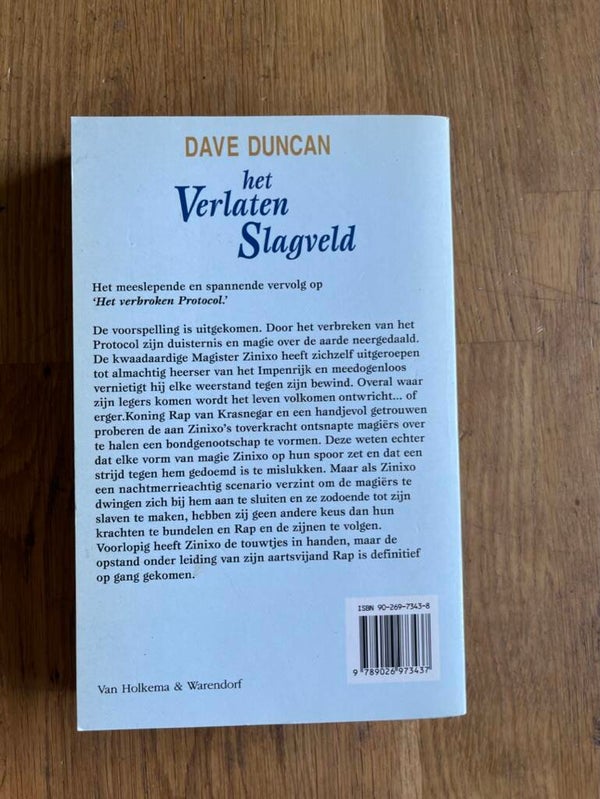 DAVE DUNCAN
het
Verlaten
Slagveld
Het meeslepende en spannende vervolg op
'Het verbroken Protocol.'
De voorspelling is uitgekomen. Door het verbreken van het
Protocol zijn duisternis en magie over de aarde neergedaald.
De kwaadaardige Magister Zinixo heeft zichzelf uitgeroepen
tot almachtig heerser van het Impenrijk en meedogenloos
vernietigt hij elke weerstand tegen zijn bewind. Overal waar
zijn legers komen wordt het leven volkomen ontwricht... of
erger.Koning Rap van Krasnegar en een handjevol getrouwen
proberen de aan Zinixo's toverkracht ontsnapte magiërs over
te halen een bondgenootschap te vormen. Deze weten echter
dat elke vorm van magie Zinixo op hun spoor zet en dat een
strijd tegen hem gedoemd is te mislukken. Maar als Zinixo
een nachtmerrieachtig scenario verzint om de magiërs te
dwingen zich bij hem aan te sluiten en ze zodoende tot zijn
slaven te maken, hebben zij geen andere keus dan hun
krachten te bundelen en Rap en de zijnen te volgen.
Voorlopig heeft Zinixo de touwtjes in handen, maar de
opstand onder leiding van zijn aartsvijand Rap is definitief
op gang gekomen.
ISBN 90-269-7343-8
9 789026 973437
Van Holkema & Warendorf